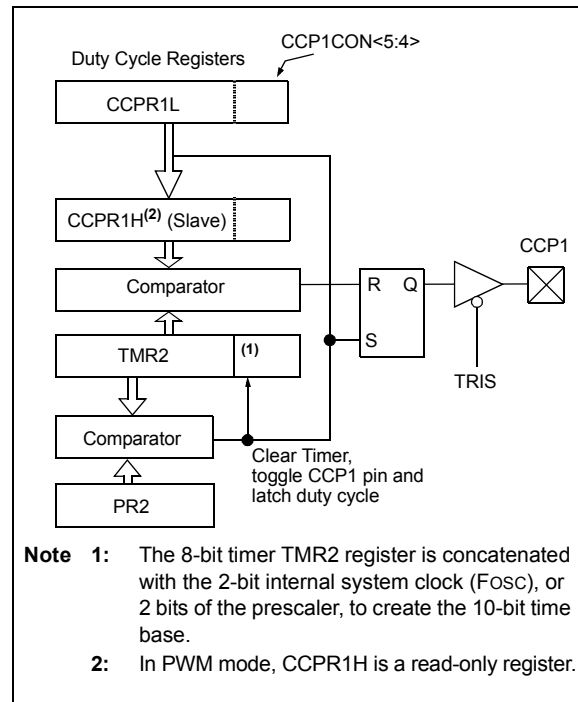 CCP1CON<5:4>
Duty Cycle Registers
CCPR1L
CCPR1H(2) (Slave)
CCP1
Comparator
R Q
TMR2 (1)
S
TRIS
Comparator
Clear Timer,
toggle CCP1 pin and
latch duty cycle
PR2
Note 1: The 8-bit timer TMR2 register is concatenated
with the 2-bit internal system clock (FOSC), or
2 bits of the prescaler, to create the 10-bit time
base.
2: In PWM mode, CCPR1H is a read-only register.